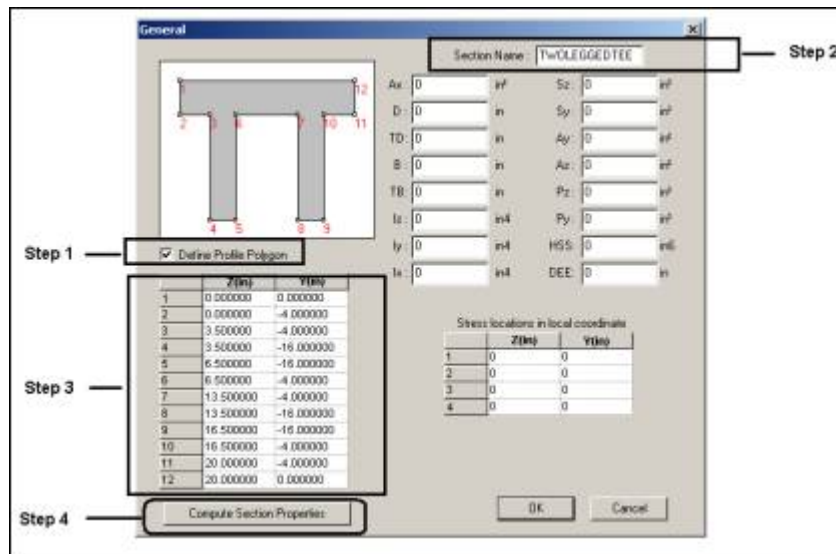 General
Section Name : TWOLEGGEDTEE
Step 2
1 12
2 3 6 7 10 11
4 5 8 9
Ax: 0 in² Sz: 0 in³
D: 0 in Sy: 0 in³
TD: 0 in Ay: 0 in²
B: 0 in Az: 0 in²
TB: 0 in Pz: 0 in³
Iz: 0 in4 Py: 0 in³
Iy: 0 in4 HSS: 0 in6
Ix: 0 in4 DEE: 0 in
Step 1
Define Profile Polygon
Z(in) Y(in)
1 0.000000 0.000000
2 0.000000 -4.000000
3 3.500000 -4.000000
4 3.500000 -16.000000
5 6.500000 -16.000000
6 6.500000 -4.000000
7 13.500000 -4.000000
8 13.500000 -16.000000
9 16.500000 -16.000000
10 16.500000 -4.000000
11 20.000000 -4.000000
12 20.000000 0.000000
Step 3
Stress locations in local coordinate
Z(in) Y(in)
1 0 0
2 0 0
3 0 0
4 0 0
Step 4
Compute Section Properties
OK Cancel